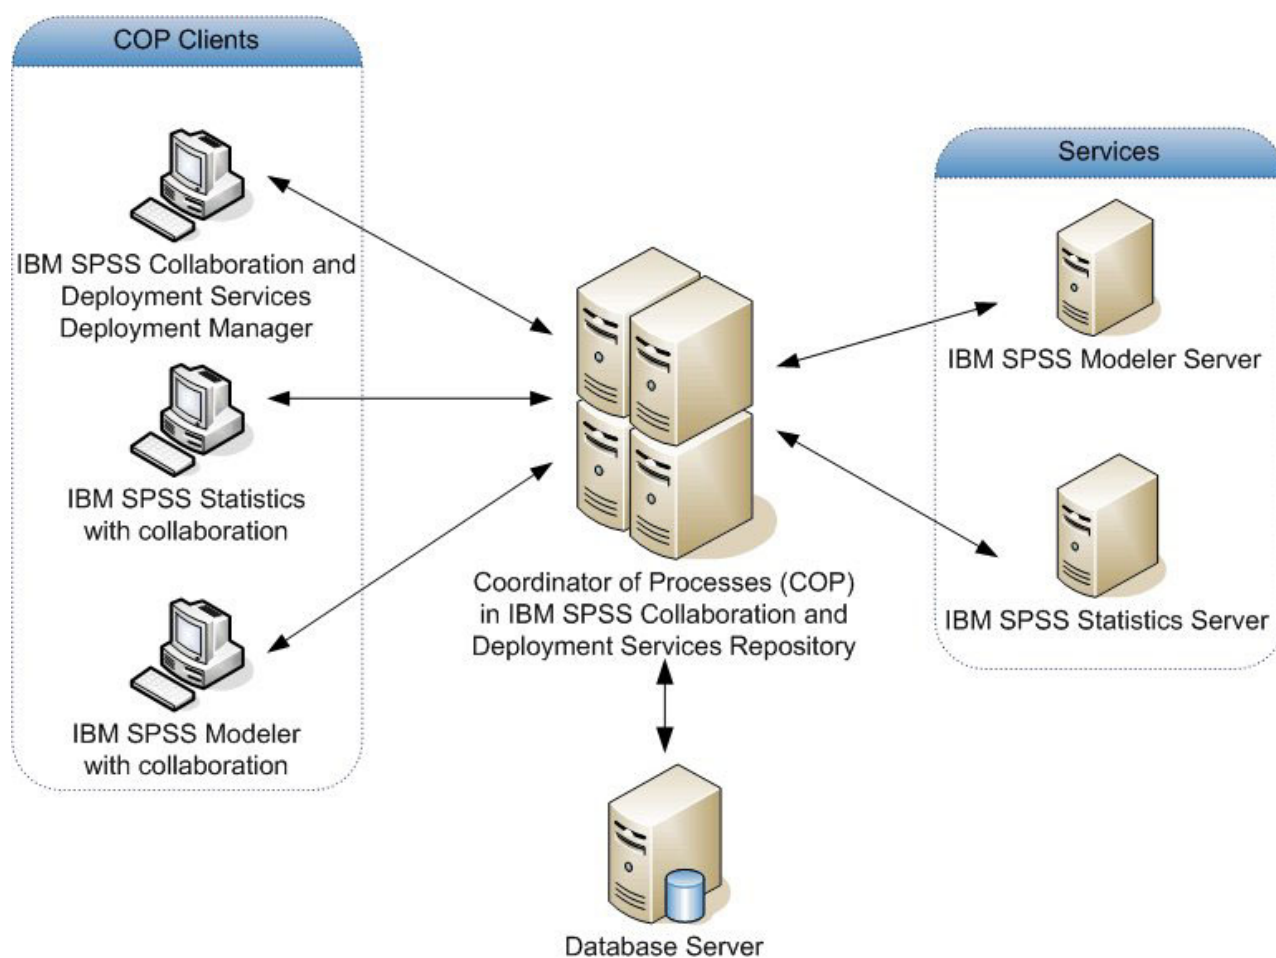 COP Clients
IBM SPSS Collaboration and
Deployment Services
Deployment Manager
IBM SPSS Statistics
with collaboration
IBM SPSS Modeler
with collaboration
Coordinator of Processes (COP)
in IBM SPSS Collaboration and
Deployment Services Repository
Database Server
Services
IBM SPSS Modeler Server
IBM SPSS Statistics Server